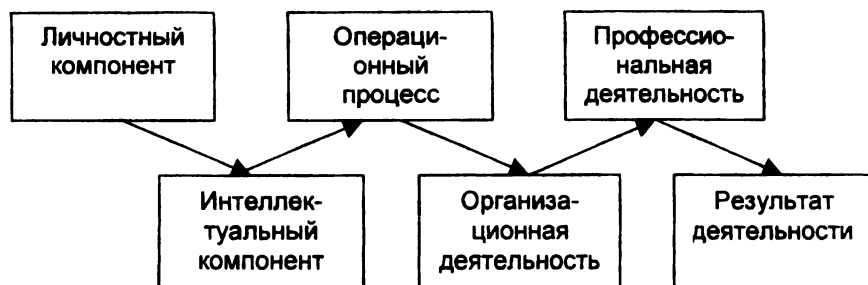 Личностный
компонент
Операци-
онный
процесс
Профессио-
нальная
деятельность
Интеллек-
туальный
компонент
Организа-
ционная
деятельность
Результат
деятельности